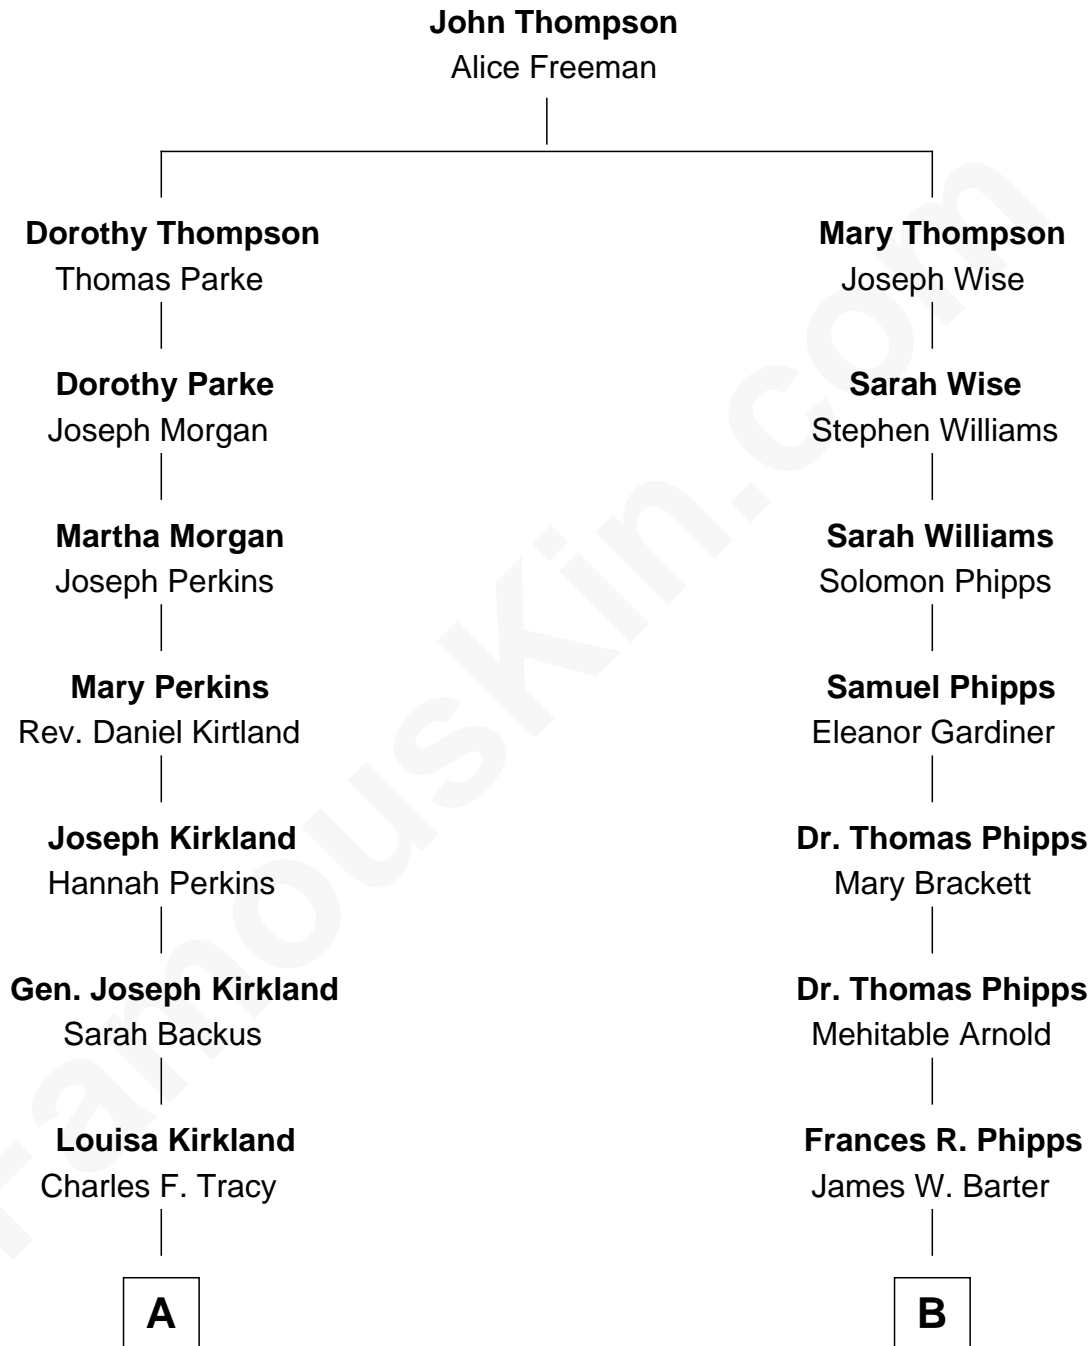 John Thompson
Alice Freeman
Dorothy Thompson
Thomas Parke
Mary Thompson
Joseph Wise
Dorothy Parke
Joseph Morgan
Sarah Wise
Stephen Williams
Martha Morgan
Joseph Perkins
Sarah Williams
Solomon Phipps
Mary Perkins
Rev. Daniel Kirtland
Samuel Phipps
Eleanor Gardiner
Joseph Kirkland
Hannah Perkins
Dr. Thomas Phipps
Mary Brackett
Gen. Joseph Kirkland
Sarah Backus
Dr. Thomas Phipps
Mehitable Arnold
Louisa Kirkland
Charles F. Tracy
Frances R. Phipps
James W. Barter
A
B
FamousKin.com